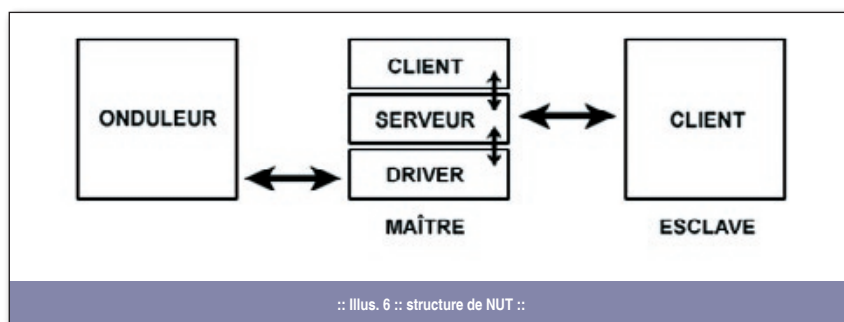 ONDULEUR
CLIENT
SERVEUR
DRIVER
MAÎTRE
CLIENT
ESCLAVE
:: Illus. 6 :: structure de NUT ::